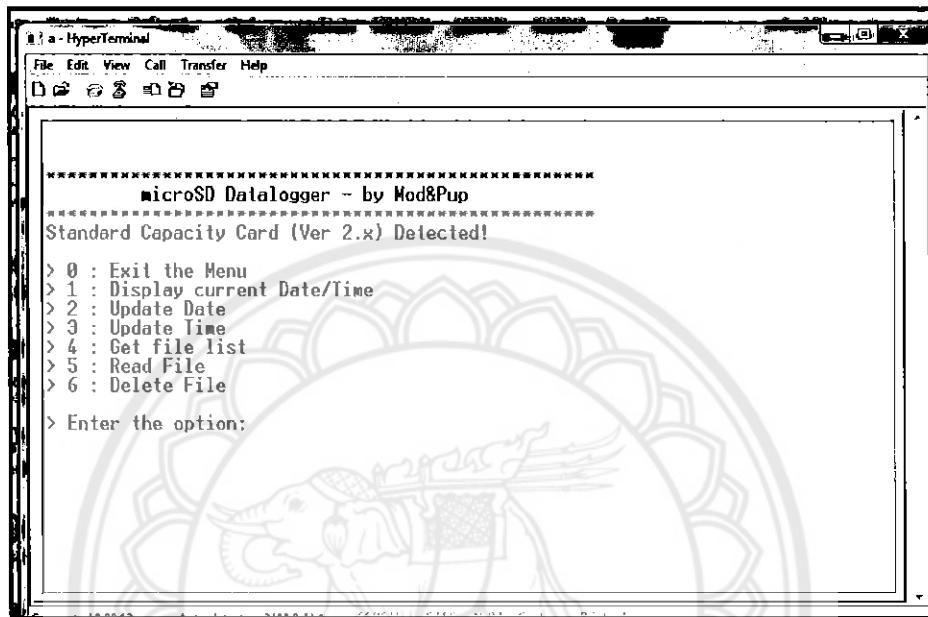 a - HyperTerminal
File Edit View Call Transfer Help
****************************************************
microSD Datalogger - by Mod&Pup
****************************************************
Standard Capacity Card (Ver 2.x) Detected!
> 0 : Exit the Menu
> 1 : Display current Date/Time
> 2 : Update Date
> 3 : Update Time
> 4 : Get file list
> 5 : Read File
> 6 : Delete File
> Enter the option: